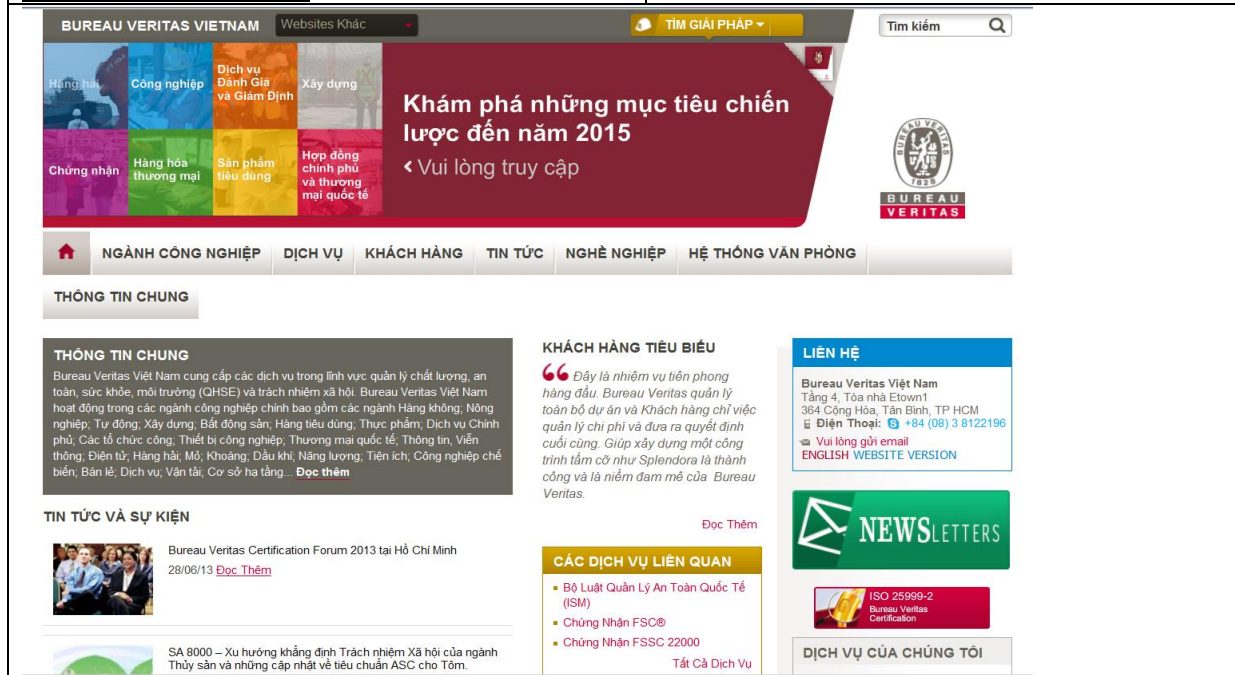 BUREAU VERITAS VIETNAM
Websites Khác
TÌM GIẢI PHÁP
Tìm kiếm
Hàng hải
Công nghiệp
Dịch vụ
Đánh Giá
và Giám Định
Xây dựng
Chứng nhận
Hàng hóa
thương mại
Sản phẩm
tiêu dùng
Hợp đồng
chính phủ
và thương
mại quốc tế
Khám phá những mục tiêu chiến
lược đến năm 2015
Vui lòng truy cập
BUREAU VERITAS
1828
BUREAU
VERITAS
NGÀNH CÔNG NGHIỆP
DỊCH VỤ
KHÁCH HÀNG
TIN TỨC
NGHỀ NGHIỆP
HỆ THỐNG VĂN PHÒNG
THÔNG TIN CHUNG
THÔNG TIN CHUNG
Bureau Veritas Việt Nam cung cấp các dịch vụ trong lĩnh vực quản lý chất lượng, an
toàn, sức khỏe, môi trường (QHSE) và trách nhiệm xã hội. Bureau Veritas Việt Nam
hoạt động trong các ngành công nghiệp chính bao gồm các ngành Hàng không; Nông
nghiệp; Tự động; Xây dựng; Bất động sản; Hàng tiêu dùng; Thực phẩm; Dịch vụ Chính
phủ, Các tổ chức công; Thiết bị công nghiệp; Thương mại quốc tế; Thông tin, Viễn
thông; Điện tử; Hàng hải; Mỏ; Khoáng; Dầu khí; Năng lượng; Tiện ích; Công nghiệp chế
biến; Bán lẻ; Dịch vụ; Vận tải; Cơ sở hạ tầng... Đọc thêm
TIN TỨC VÀ SỰ KIỆN
Bureau Veritas Certification Forum 2013 tại Hồ Chí Minh
28/06/13 Đọc Thêm
SA 8000 – Xu hướng khẳng định Trách nhiệm Xã hội của ngành
Thủy sản và những cập nhật về tiêu chuẩn ASC cho Tôm.
KHÁCH HÀNG TIÊU BIỂU
Đây là nhiệm vụ tiên phong
hàng đầu. Bureau Veritas quản lý
toàn bộ dự án và Khách hàng chỉ việc
quản lý chi phí và đưa ra quyết định
cuối cùng. Giúp xây dựng một công
trình tầm cỡ như Splendora là thành
công và là niềm đam mê của Bureau
Veritas.
Đọc Thêm
CÁC DỊCH VỤ LIÊN QUAN
Bộ Luật Quản Lý An Toàn Quốc Tế
(ISM)
Chứng Nhận FSC®
Chứng Nhận FSSC 22000
Tất Cả Dịch Vụ
LIÊN HỆ
Bureau Veritas Việt Nam
Tầng 4, Tòa nhà Etown1
364 Cộng Hòa, Tân Bình, TP HCM
Điện Thoại: +84 (08) 3 8122196
Vui lòng gửi email
ENGLISH WEBSITE VERSION
NEWSLETTERS
ISO 25999-2
Bureau Veritas
Certification
DỊCH VỤ CỦA CHÚNG TÔI